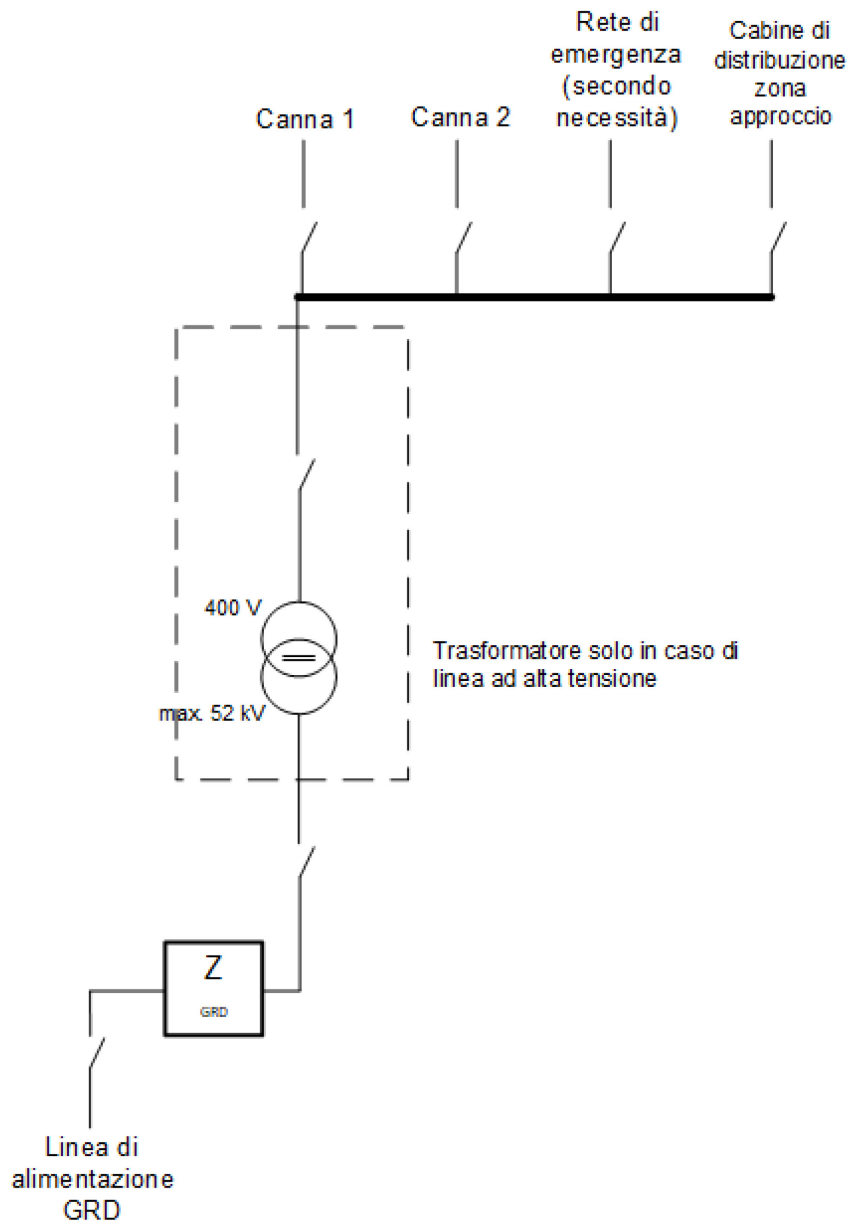 Canna 1
Canna 2
Rete di
emergenza
(secondo
necessità)
Cabine di
distribuzione
zona
approccio
400 V
max. 52 kV
Trasformatore solo in caso di
linea ad alta tensione
Z
GRD
Linea di
alimentazione
GRD